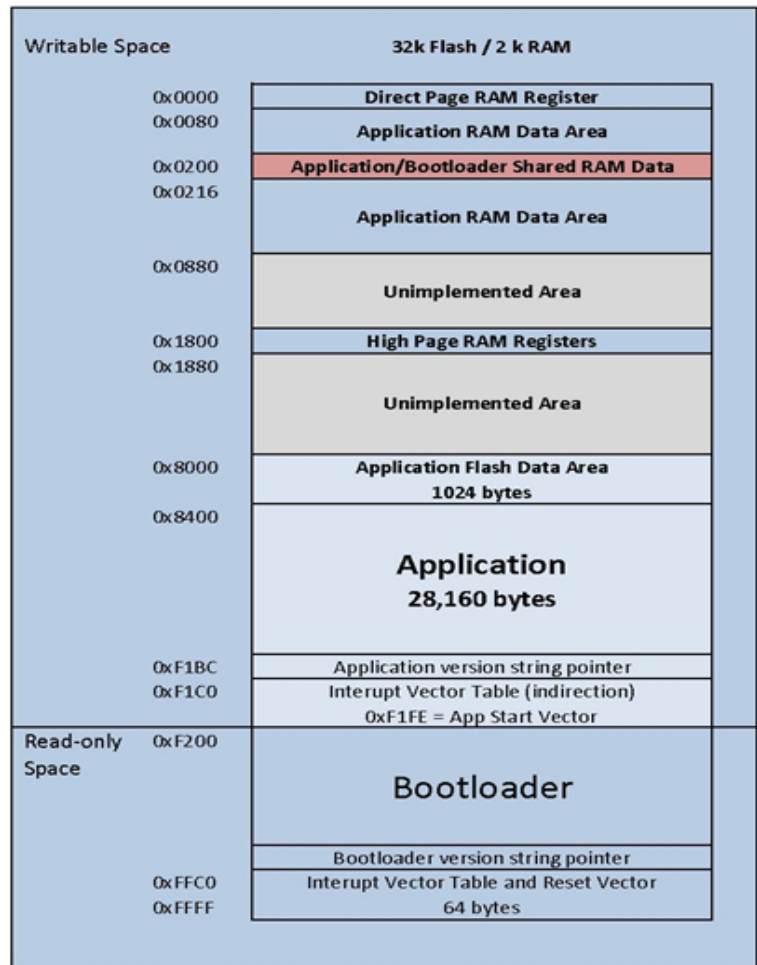 Writable Space 32k Flash / 2 k RAM
0x0000 Direct Page RAM Register
0x0080
Application RAM Data Area
0x0200 Application/Bootloader Shared RAM Data
0x0216
Application RAM Data Area
0x0880
Unimplemented Area
0x1800 High Page RAM Registers
0x1880
Unimplemented Area
0x8000 Application Flash Data Area
1024 bytes
0x8400
Application
28,160 bytes
0xF1BC Application version string pointer
0xF1C0 Interupt Vector Table (indirection)
0xF1FE = App Start Vector
Read-only 0xF200
Space
Bootloader
Bootloader version string pointer
0xFFC0 Interupt Vector Table and Reset Vector
0xFFFF 64 bytes